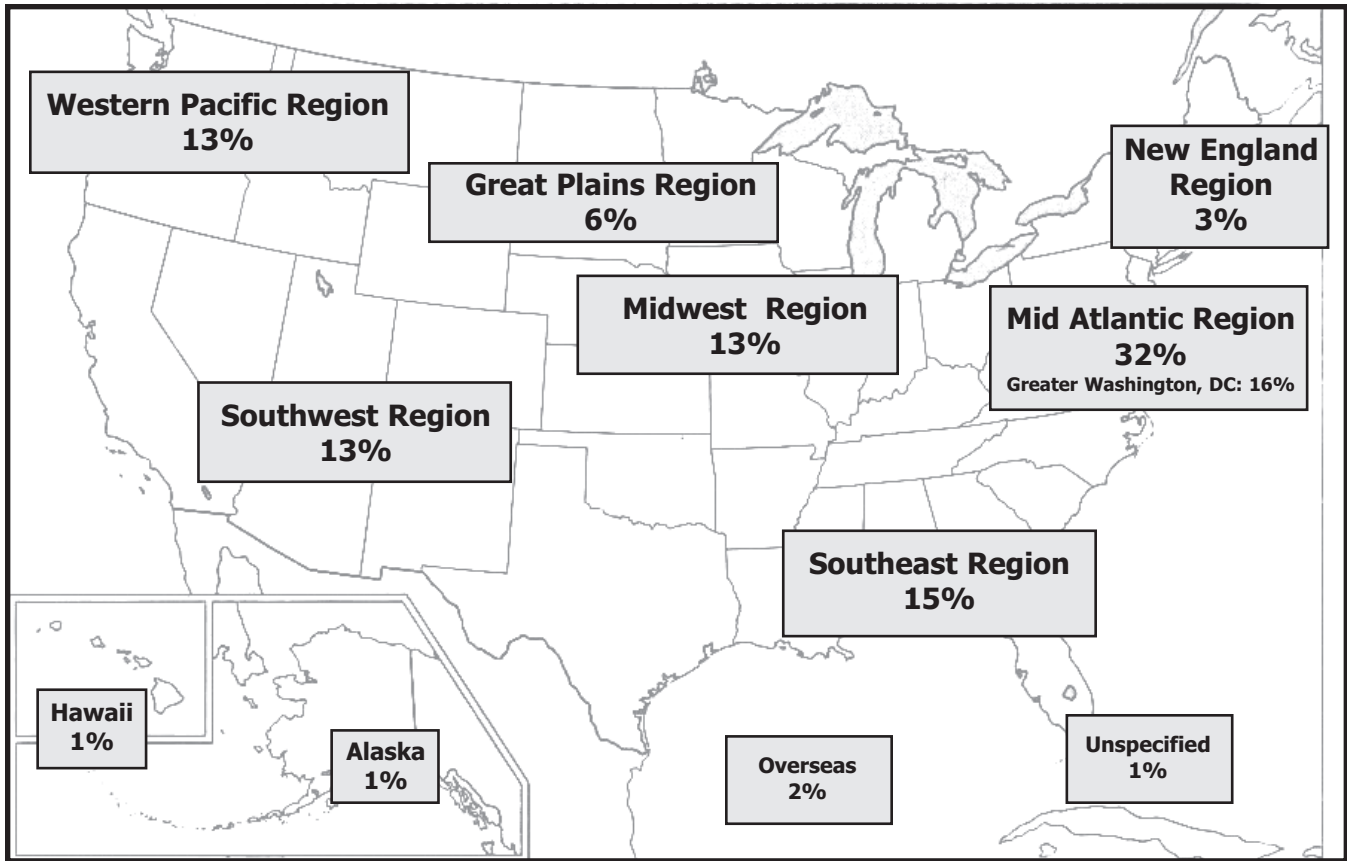 Western Pacific Region
13%
Great Plains Region
6%
New England
Region
3%
Midwest Region
13%
Mid Atlantic Region
32%
Greater Washington, DC: 16%
Southwest Region
13%
Southeast Region
15%
Hawaii
1%
Alaska
1%
Overseas
2%
Unspecified
1%